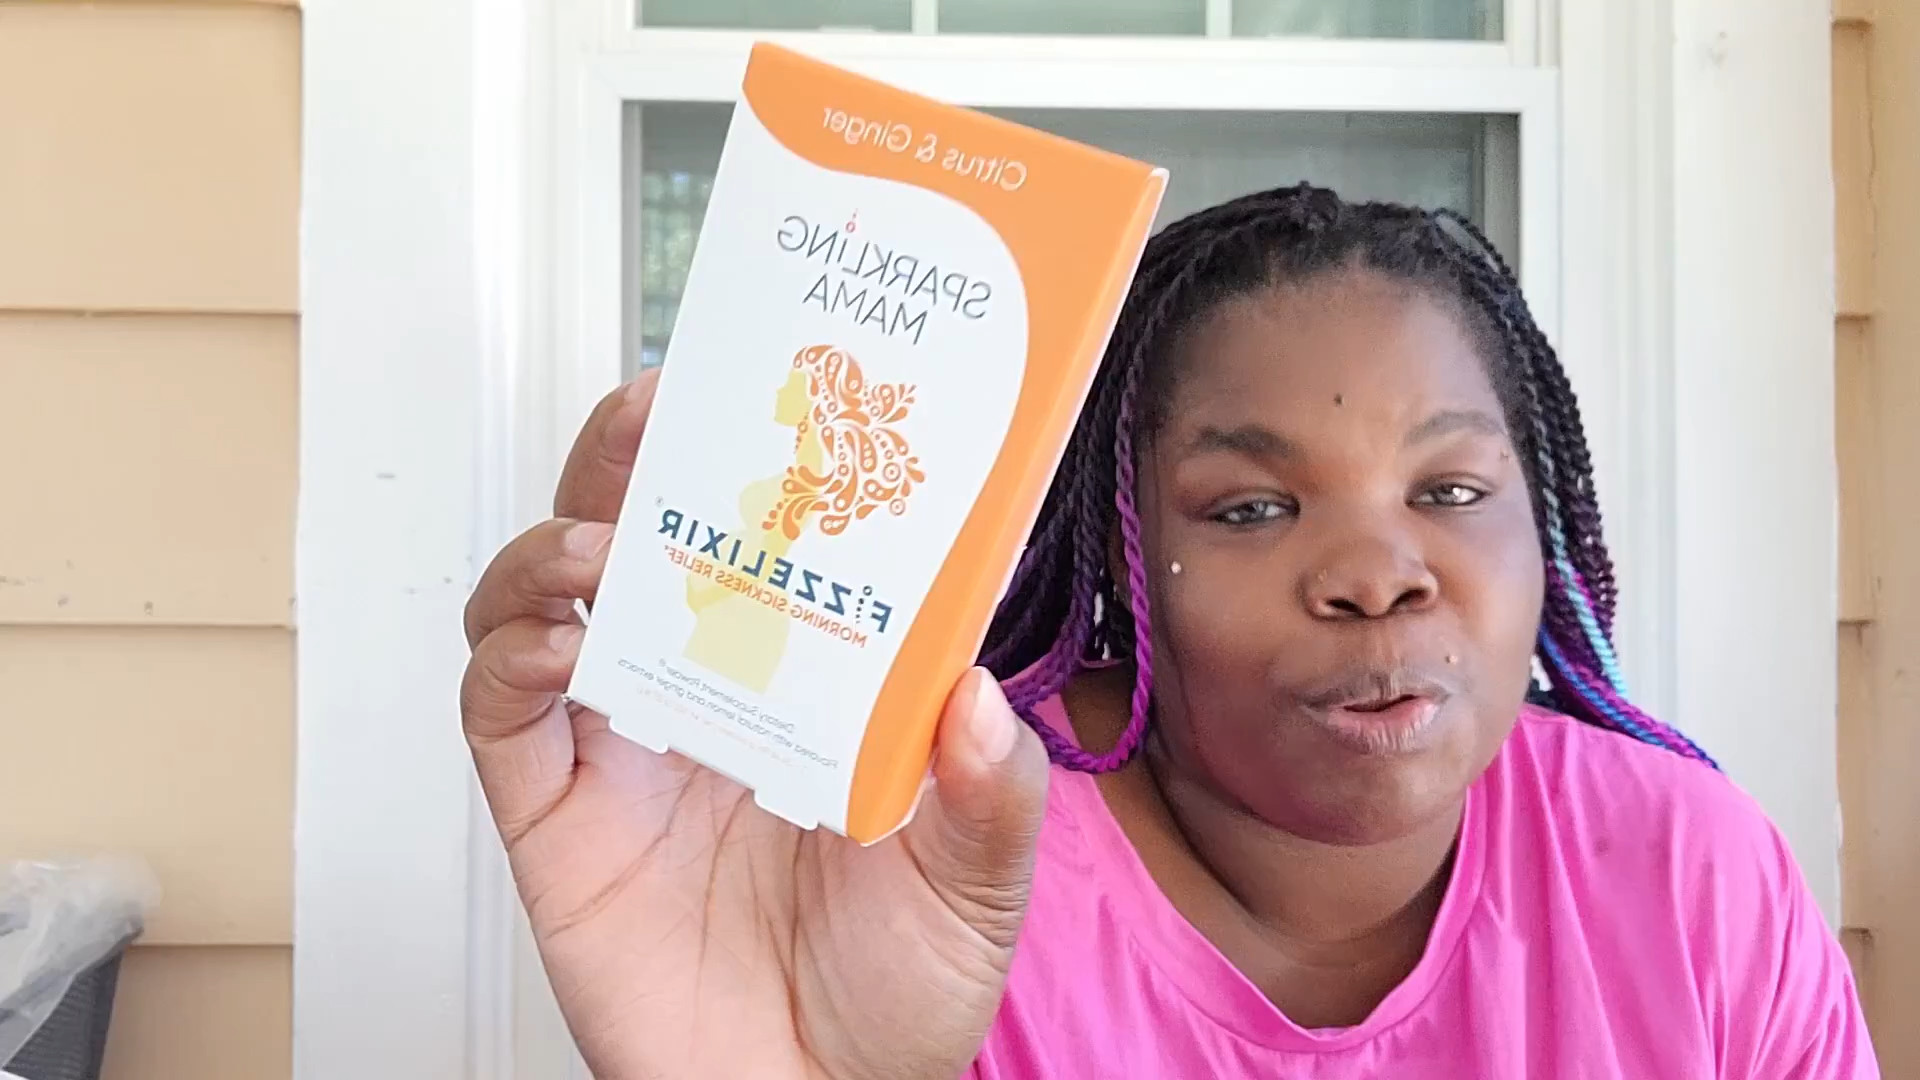 Citrus & Ginger
SPARKLING
MAMA
FIZZELIXIR®
MORNING SICKNESS RELIEF*
Dietary Supplement Powder
Flavored with natural lemon and ginger extracts